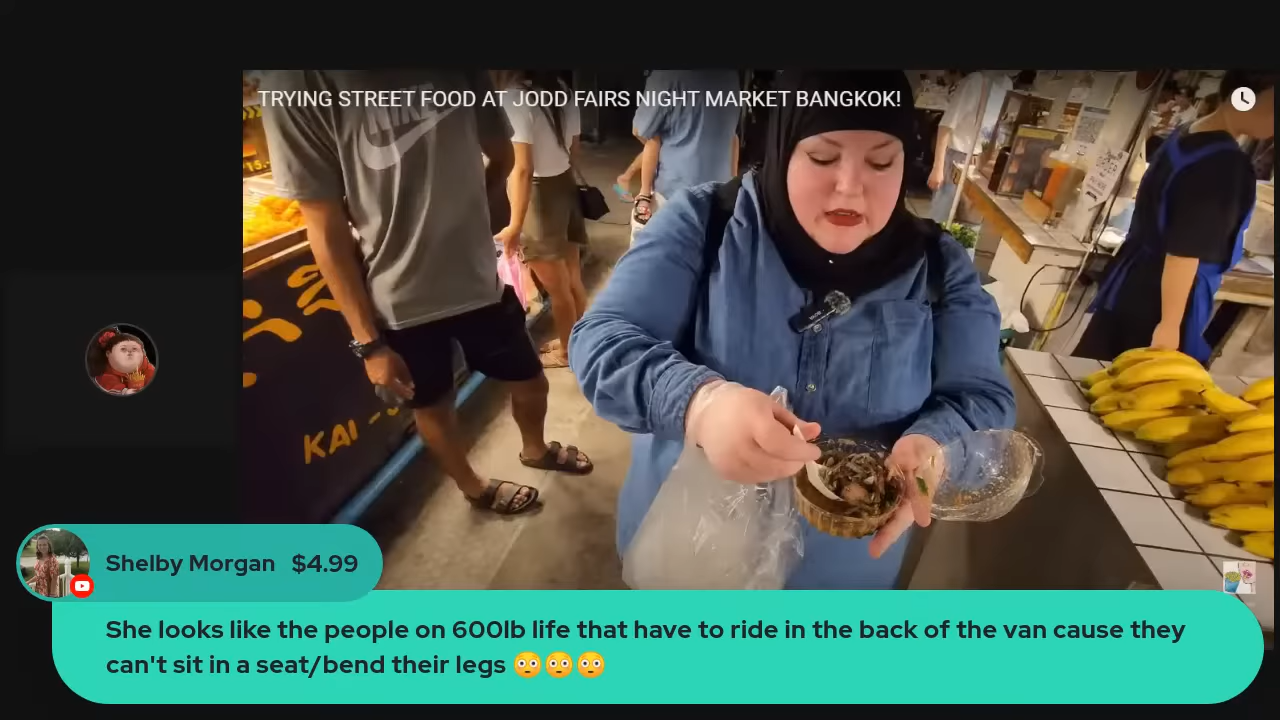 TRYING STREET FOOD AT JODD FAIRS NIGHT MARKET BANGKOK!
NIKE
15.-
KAI -
Shelby Morgan $4.99
She looks like the people on 600lb life that have to ride in the back of the van cause they
can't sit in a seat/bend their legs 😳😳😳